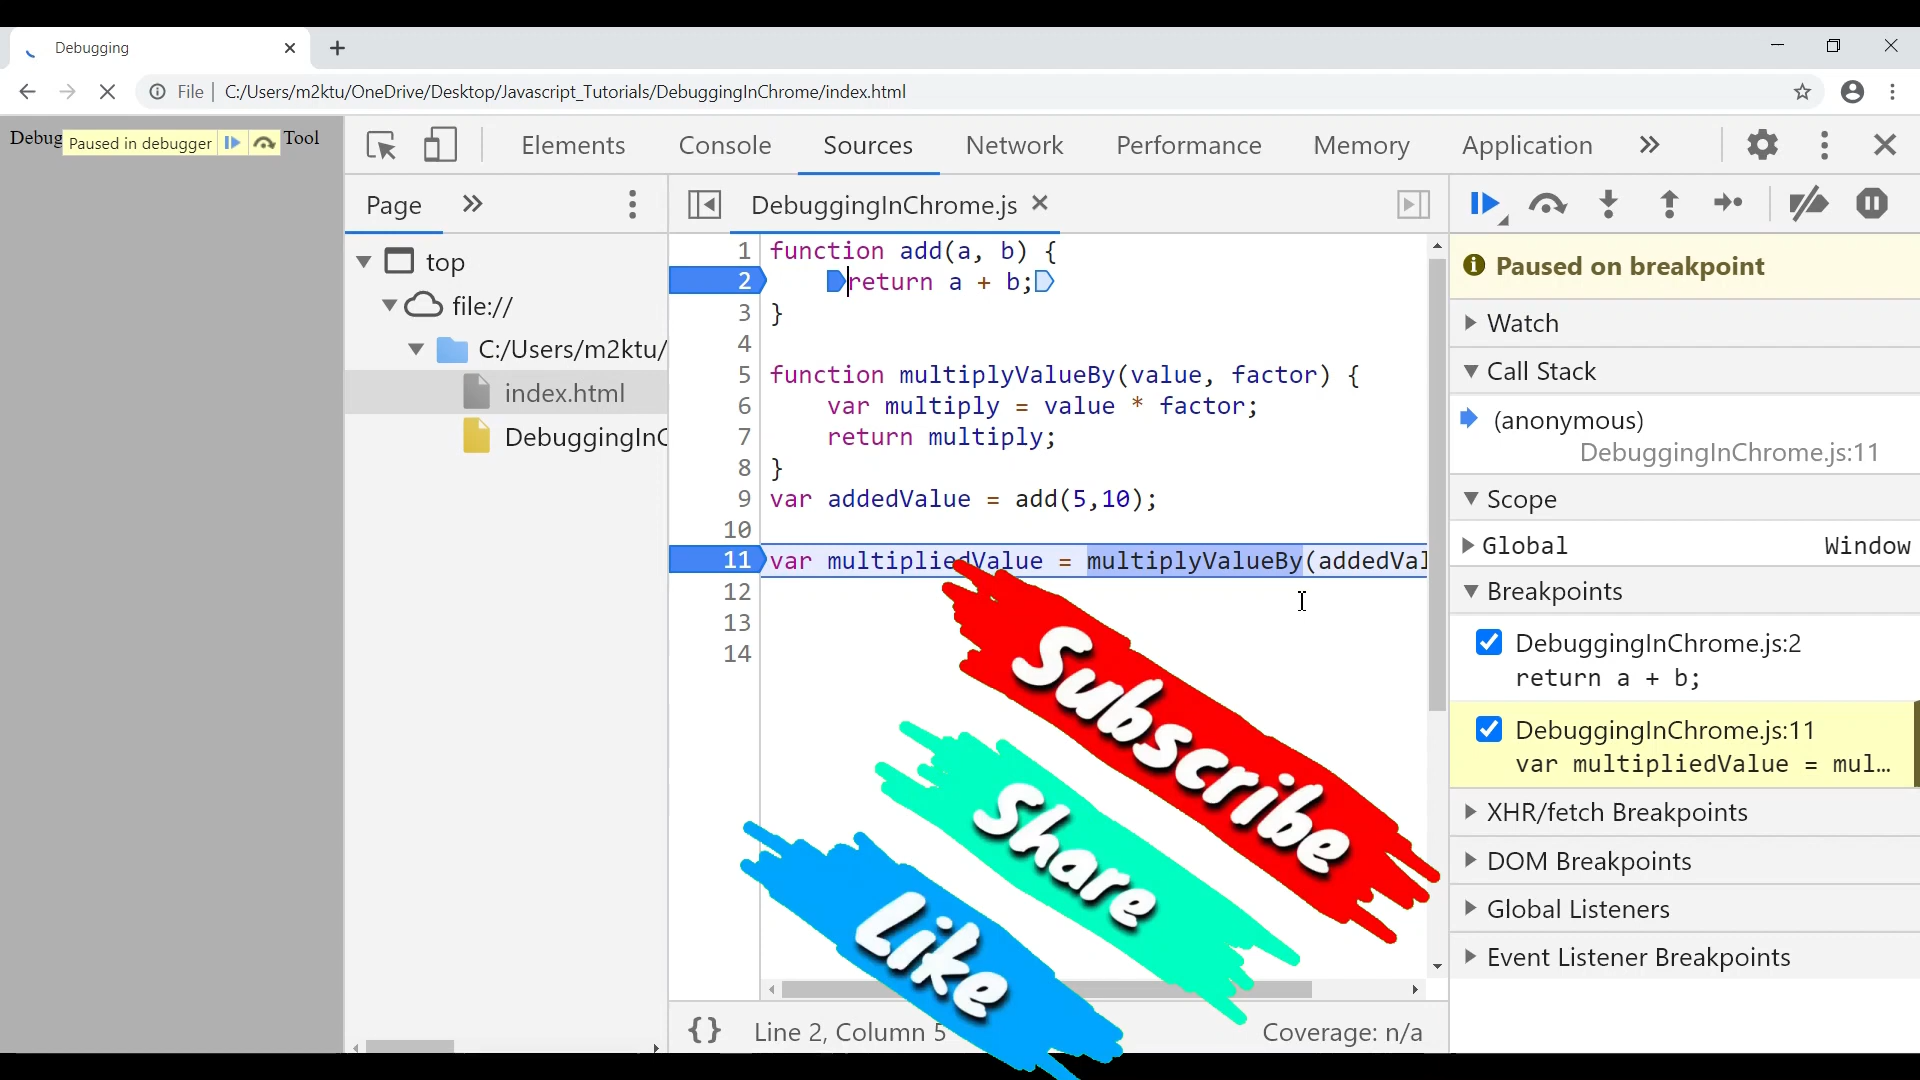 Debugging
File
C:/Users/m2ktu/OneDrive/Desktop/Javascript_Tutorials/DebuggingInChrome/index.html
Debug
Paused in debugger
Tool
Elements
Console
Sources
Network
Performance
Memory
Application
Page
DebuggingInChrome.js
top
file://
C:/Users/m2ktu/
index.html
DebuggingInC
1 function add(a, b) {
2 return a + b;
3 }
4
5 function multiplyValueBy(value, factor) {
6 var multiply = value * factor;
7 return multiply;
8 }
9 var addedValue = add(5,10);
10
11 var multipliedValue = multiplyValueBy(addedVal
12
13
14
Paused on breakpoint
Watch
Call Stack
(anonymous)
DebuggingInChrome.js:11
Scope
Global Window
Breakpoints
DebuggingInChrome.js:2
return a + b;
DebuggingInChrome.js:11
var multipliedValue = mul…
XHR/fetch Breakpoints
DOM Breakpoints
Global Listeners
Event Listener Breakpoints
Subscribe
Share
Like
{} Line 2, Column 5
Coverage: n/a